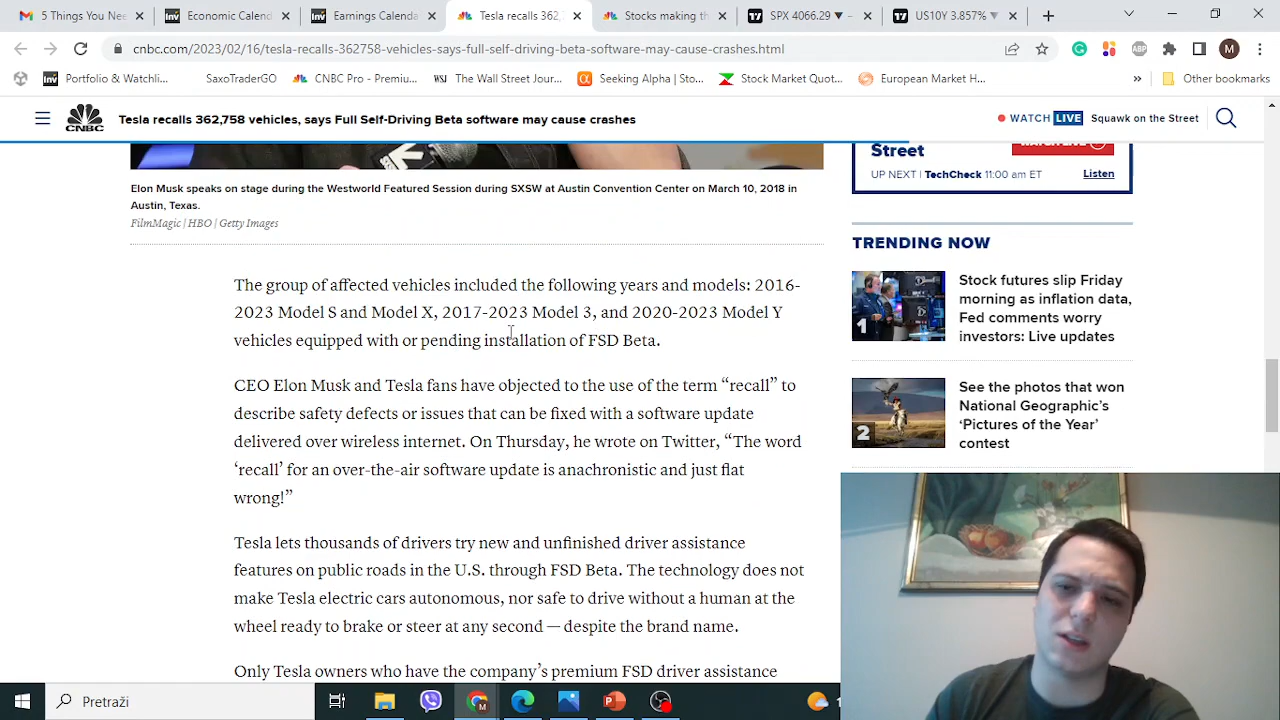 5 Things You Nee
Economic Calend
Earnings Calenda
Tesla recalls 362,
Stocks making th
SPX 4066.29
US10Y 3.857%
cnbc.com/2023/02/16/tesla-recalls-362758-vehicles-says-full-self-driving-beta-software-may-cause-crashes.html
Portfolio & Watchli...
SaxoTraderGO
CNBC Pro - Premiu...
The Wall Street Jour...
Seeking Alpha | Sto...
Stock Market Quot...
European Market H...
Other bookmarks
CNBC
Tesla recalls 362,758 vehicles, says Full Self-Driving Beta software may cause crashes
WATCH LIVE Squawk on the Street
Street
UP NEXT | TechCheck 11:00 am ET
Listen
Elon Musk speaks on stage during the Westworld Featured Session during SXSW at Austin Convention Center on March 10, 2018 in
Austin, Texas.
FilmMagic | HBO | Getty Images
The group of affected vehicles included the following years and models: 2016-
2023 Model S and Model X, 2017-2023 Model 3, and 2020-2023 Model Y
vehicles equipped with or pending installation of FSD Beta.
CEO Elon Musk and Tesla fans have objected to the use of the term “recall” to
describe safety defects or issues that can be fixed with a software update
delivered over wireless internet. On Thursday, he wrote on Twitter, “The word
‘recall’ for an over-the-air software update is anachronistic and just flat
wrong!”
Tesla lets thousands of drivers try new and unfinished driver assistance
features on public roads in the U.S. through FSD Beta. The technology does not
make Tesla electric cars autonomous, nor safe to drive without a human at the
wheel ready to brake or steer at any second — despite the brand name.
Only Tesla owners who have the company’s premium FSD driver assistance
TRENDING NOW
1
Stock futures slip Friday
morning as inflation data,
Fed comments worry
investors: Live updates
2
See the photos that won
National Geographic’s
‘Pictures of the Year’
contest
Pretraži